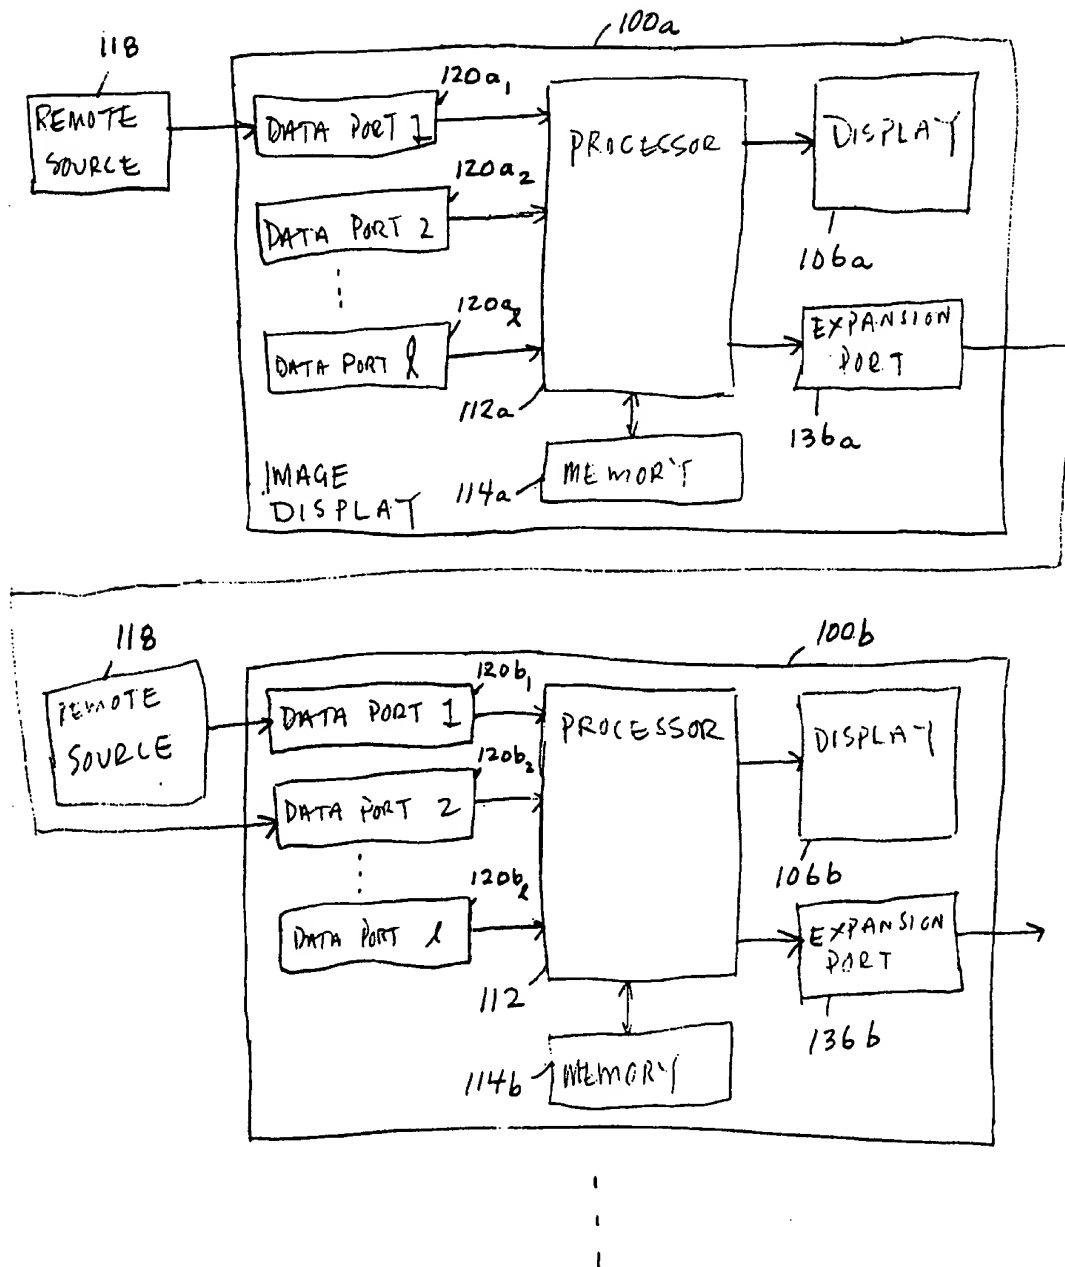 100a
118
REMOTE
SOURCE
DATA PORT 1
120a1
DATA PORT 2
120a2
DATA PORT l
120al
PROCESSOR
112a
MEMORY
114a
DISPLAY
106a
EXPANSION
PORT
136a
IMAGE
DISPLAY
100b
118
REMOTE
SOURCE
DATA PORT 1
120b1
DATA PORT 2
120b2
DATA PORT l
120bl
PROCESSOR
112
MEMORY
114b
DISPLAY
106b
EXPANSION
PORT
136b